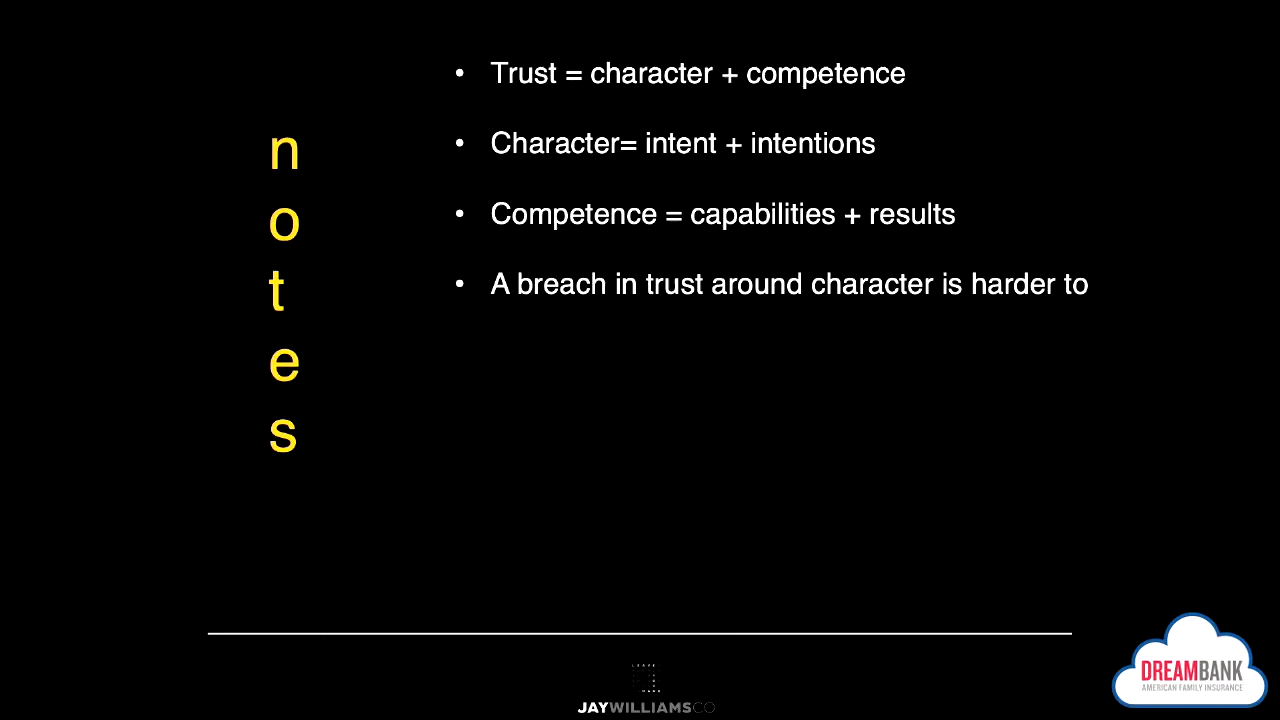 Trust = character + competence
Character= intent + intentions
Competence = capabilities + results
A breach in trust around character is harder to
n
o
t
e
s
JAYWILLIAMSCO
DREAMBANK
AMERICAN FAMILY INSURANCE